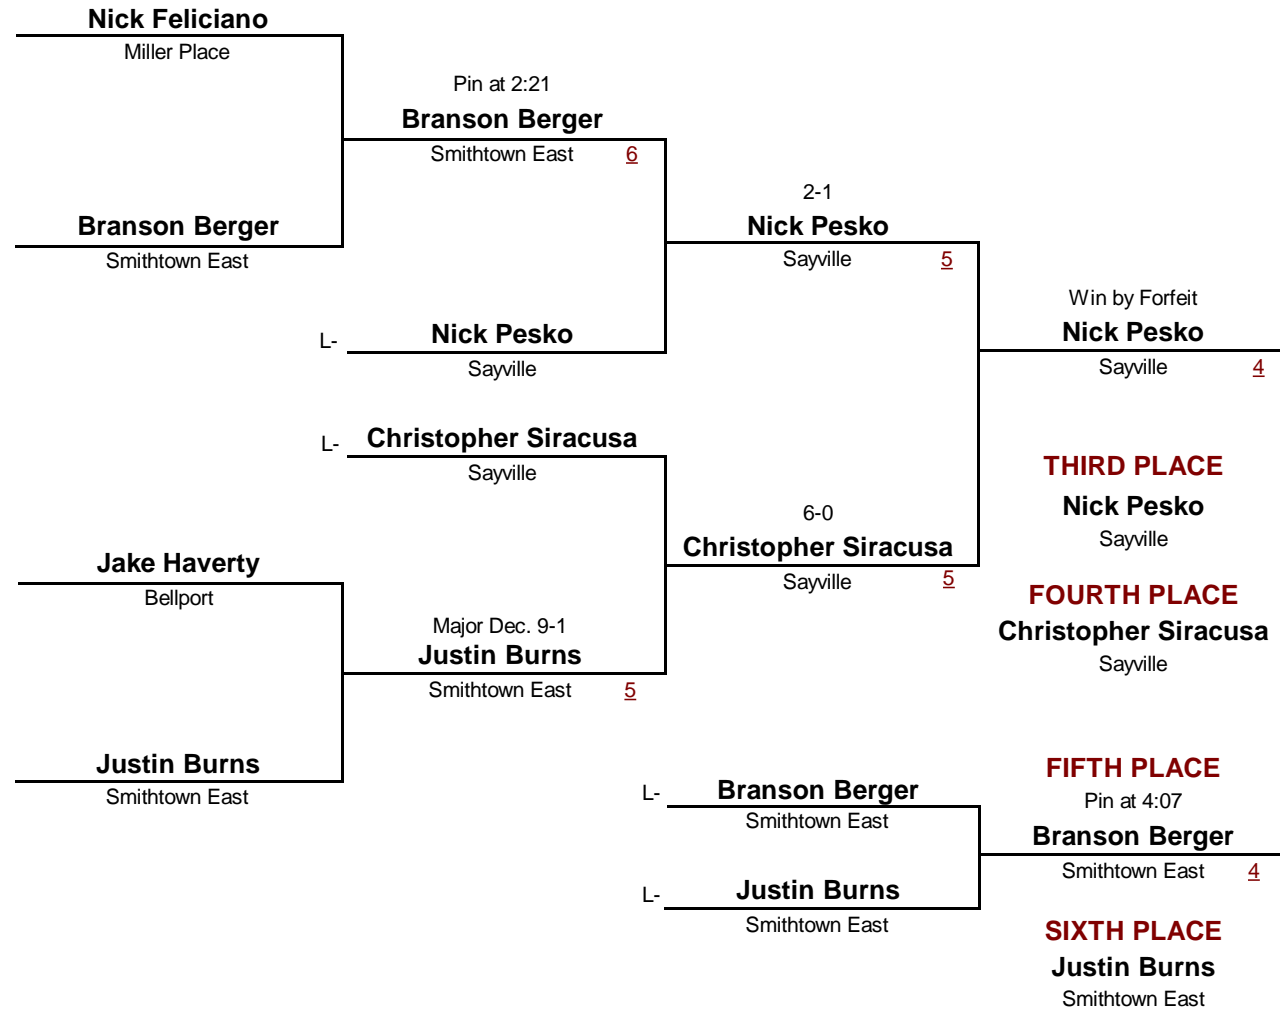 Nick Feliciano
Miller Place
Pin at 2:21
Branson Berger
Smithtown East 6
Branson Berger
Smithtown East
2-1
Nick Pesko
Sayville 5
L- Nick Pesko
Sayville
Win by Forfeit
Nick Pesko
Sayville 4
L- Christopher Siracusa
Sayville
THIRD PLACE
Nick Pesko
Sayville
6-0
Christopher Siracusa
Sayville 5
Jake Haverty
Bellport
FOURTH PLACE
Christopher Siracusa
Sayville
Major Dec. 9-1
Justin Burns
Smithtown East 5
Justin Burns
Smithtown East
L- Branson Berger
Smithtown East
FIFTH PLACE
Pin at 4:07
Branson Berger
Smithtown East 4
L- Justin Burns
Smithtown East
SIXTH PLACE
Justin Burns
Smithtown East